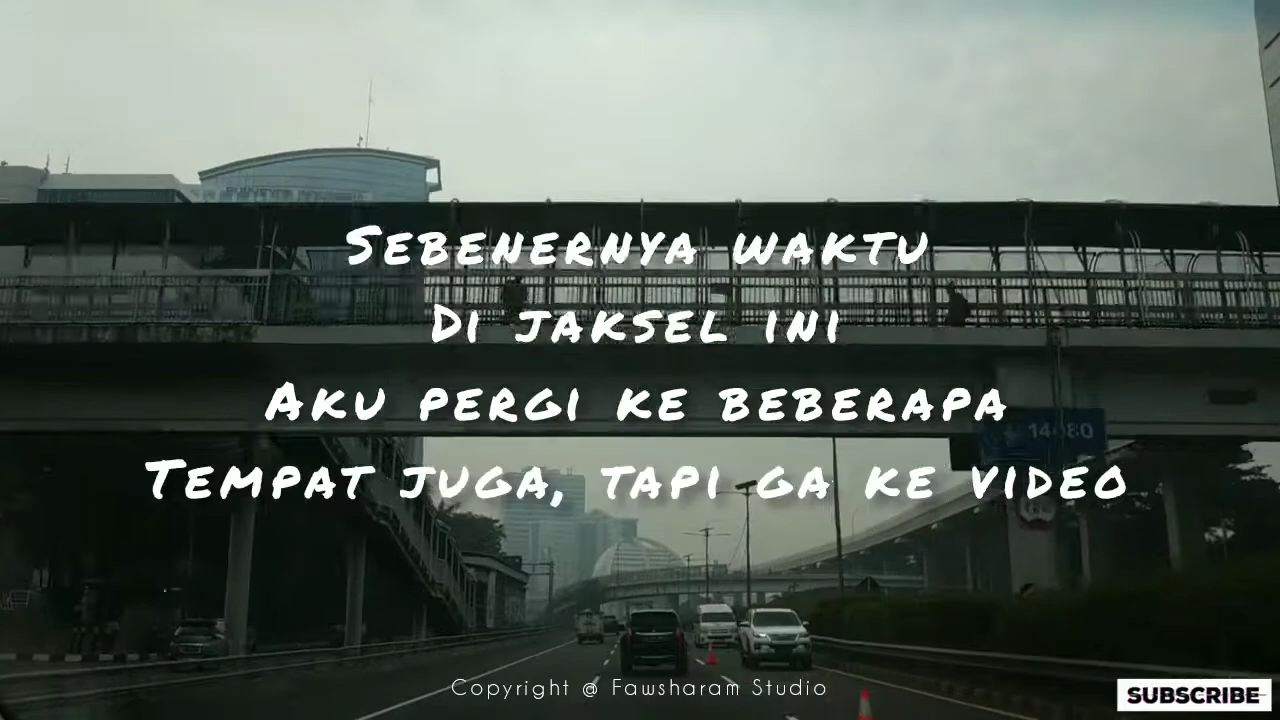 Sebenernya waktu
Di jaksel ini
Aku pergi ke beberapa
Tempat juga, tapi ga ke video
14080
Copyright @ Fawsharam Studio
SUBSCRIBE